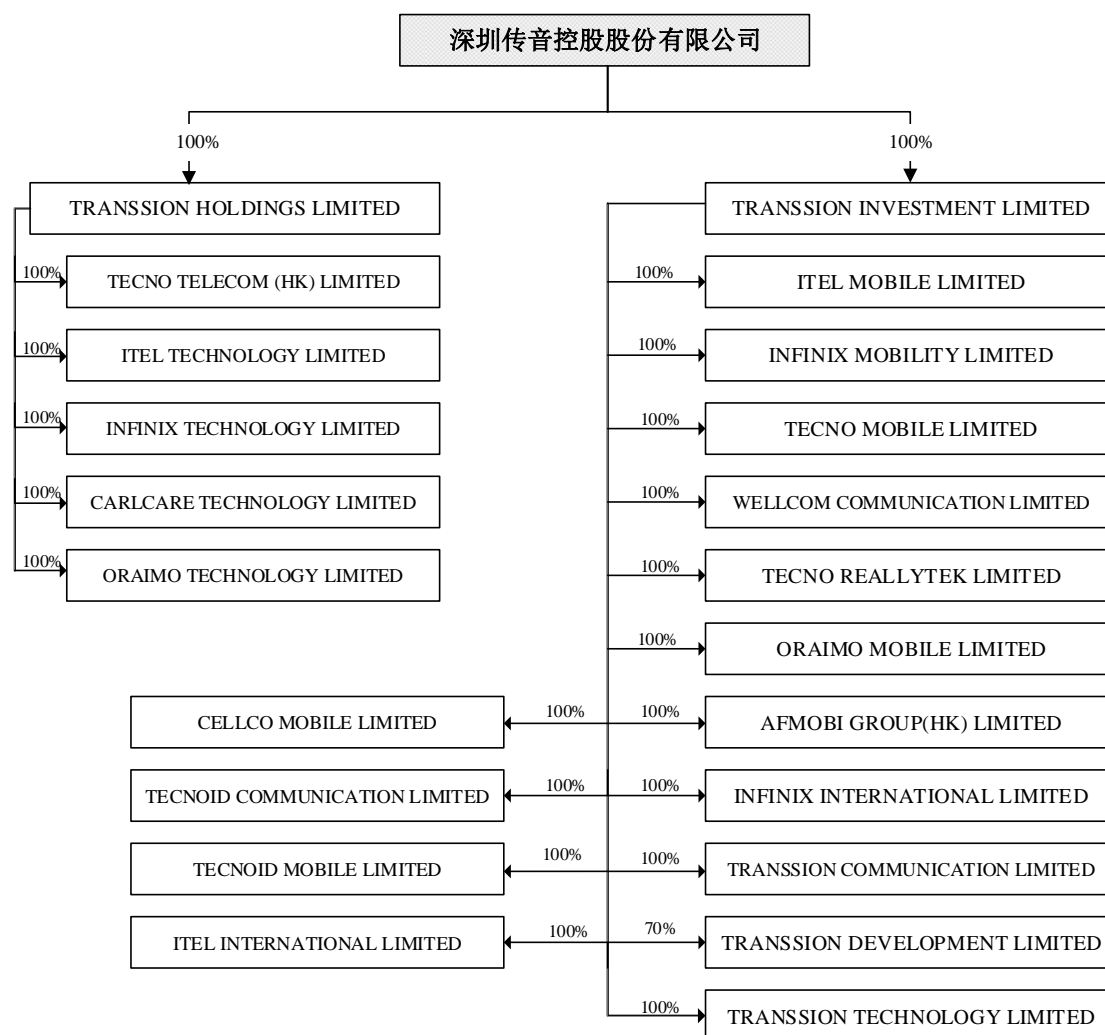 深圳传音控股股份有限公司
100%
100%
TRANSSION HOLDINGS LIMITED
TRANSSION INVESTMENT LIMITED
100%
TECNO TELECOM (HK) LIMITED
100%
ITEL MOBILE LIMITED
100%
ITEL TECHNOLOGY LIMITED
100%
INFINIX MOBILITY LIMITED
100%
INFINIX TECHNOLOGY LIMITED
100%
TECNO MOBILE LIMITED
100%
CARLCARE TECHNOLOGY LIMITED
100%
WELLCOM COMMUNICATION LIMITED
100%
ORAIMO TECHNOLOGY LIMITED
100%
TECNO REALLYTEK LIMITED
100%
ORAIMO MOBILE LIMITED
CELLCO MOBILE LIMITED
100%
100%
AFMOBI GROUP(HK) LIMITED
TECNOID COMMUNICATION LIMITED
100%
100%
INFINIX INTERNATIONAL LIMITED
TECNOID MOBILE LIMITED
100%
100%
TRANSSION COMMUNICATION LIMITED
ITEL INTERNATIONAL LIMITED
100%
70%
TRANSSION DEVELOPMENT LIMITED
100%
TRANSSION TECHNOLOGY LIMITED